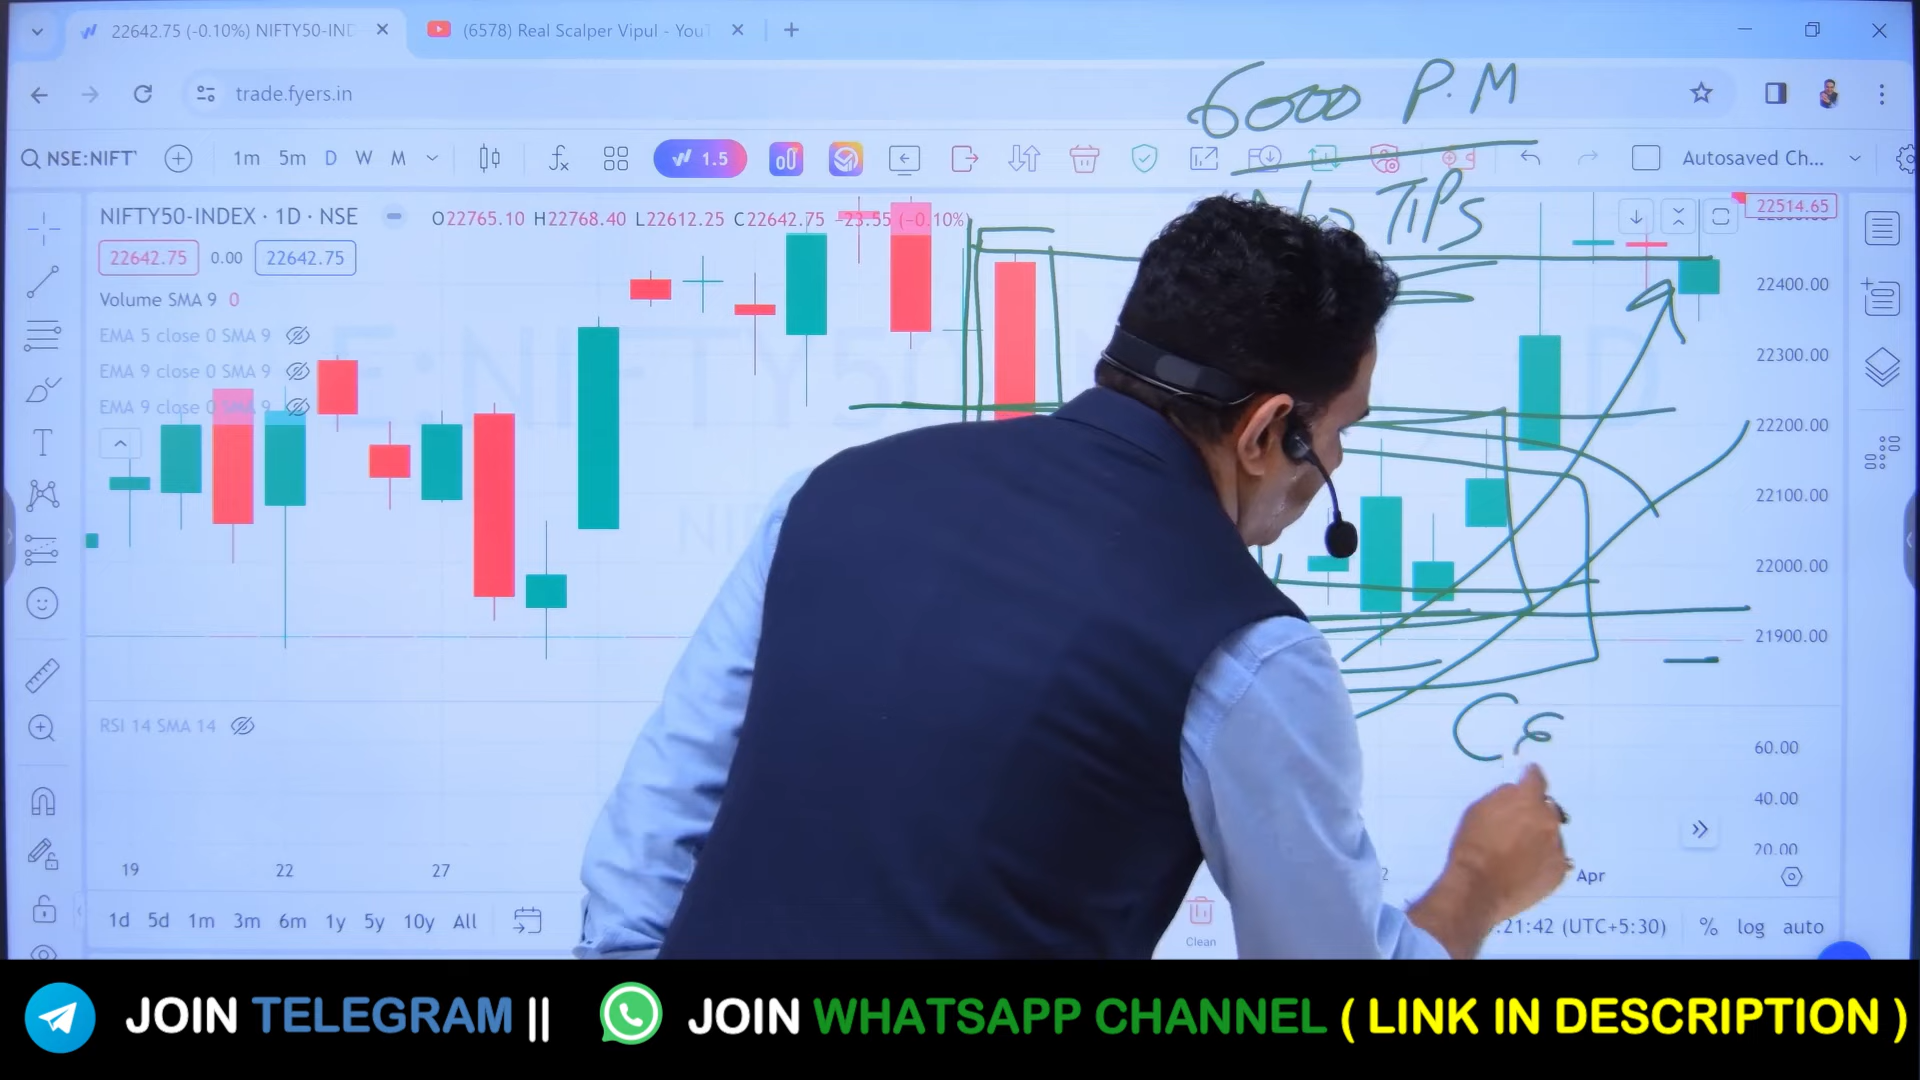 22642.75 (-0.10%) NIFTY50-IND
(6578) Real Scalper Vipul - YouT
trade.fyers.in
6000 P.M
NSE:NIFT
1m 5m D W M
1.5
Autosaved Ch...
TIPS
NIFTY50-INDEX · 1D · NSE
O22765.10 H22768.40 L22612.25 C22642.75 -23.55 (-0.10%)
22514.65
22642.75 0.00 22642.75
22400.00
Volume SMA 9 0
EMA 5 close 0 SMA 9
22300.00
EMA 9 close 0 SMA 9
EMA 9 close 0 SMA 9
22200.00
22100.00
22000.00
21900.00
RSI 14 SMA 14
CE
60.00
40.00
20.00
19 22 27 Apr
1d 5d 1m 3m 6m 1y 5y 10y All
Clean
:21:42 (UTC+5:30) % log auto
JOIN TELEGRAM || JOIN WHATSAPP CHANNEL ( LINK IN DESCRIPTION )